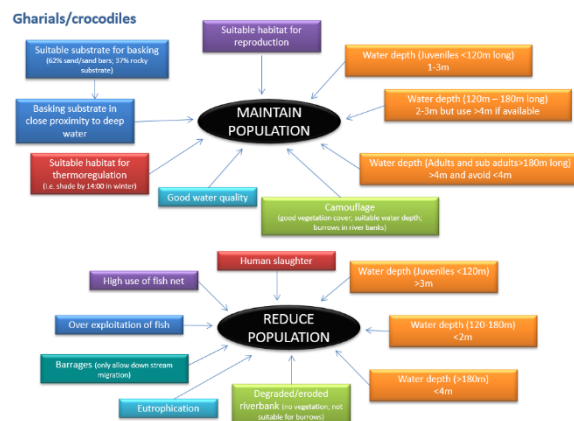 Gharials/crocodiles
Suitable substrate for basking
(62% sand/sand bars; 37% rocky
substrate)
Suitable habitat for
reproduction
Water depth (Juveniles <120m long)
1-3m
Basking substrate in
close proximity to deep
water
MAINTAIN
POPULATION
Water depth (120m – 180m long)
2-3m but use >4m if available
Suitable habitat for
thermoregulation
(i.e. shade by 14:00 in winter)
Good water quality
Water depth (Adults and sub adults>180m long)
>4m and avoid <4m
Camouflage
(good vegetation cover; suitable water depth;
burrows in river banks)
Human slaughter
High use of fish net
Water depth (Juveniles <120m)
>3m
Over exploitation of fish
REDUCE
POPULATION
Water depth (120-180m)
<2m
Barrages (only allow down stream
migration)
Water depth (>180m)
<4m
Eutrophication
Degraded/eroded
riverbank (no vegetation, not
suitable for burrows)